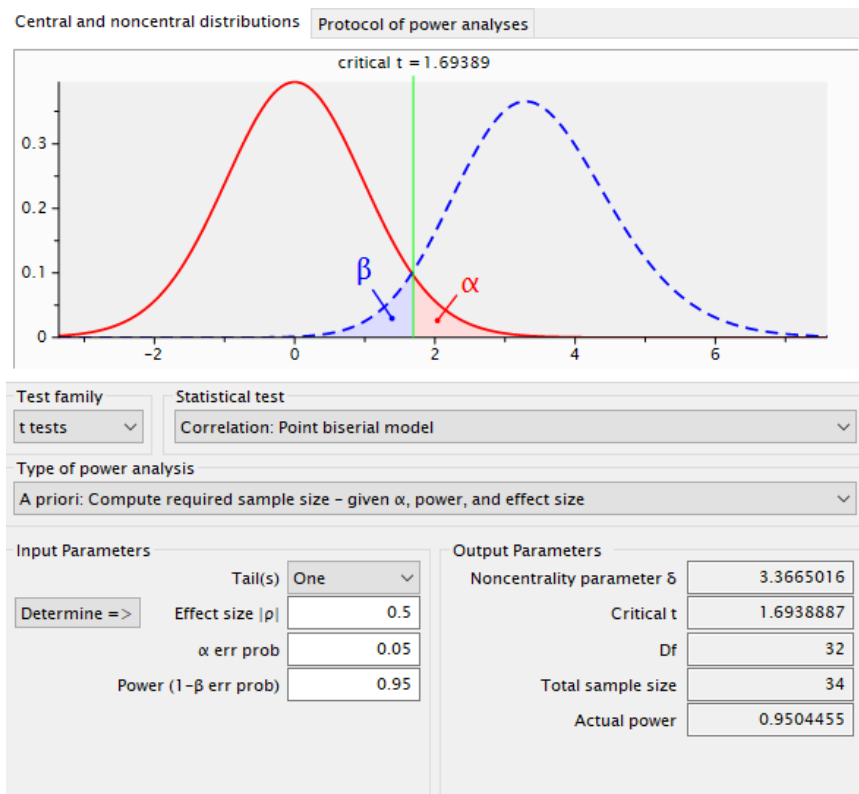 Central and noncentral distributions Protocol of power analyses
critical t = 1.69389
0.3
0.2
β α
0.1
0
-2 0 2 4 6
Test family Statistical test
t tests Correlation: Point biserial model
Type of power analysis
A priori: Compute required sample size – given α, power, and effect size
Input Parameters Output Parameters
Tail(s) One Noncentrality parameter δ 3.3665016
Determine => Effect size |ρ| 0.5 Critical t 1.6938887
α err prob 0.05 Df 32
Power (1–β err prob) 0.95 Total sample size 34
Actual power 0.9504455